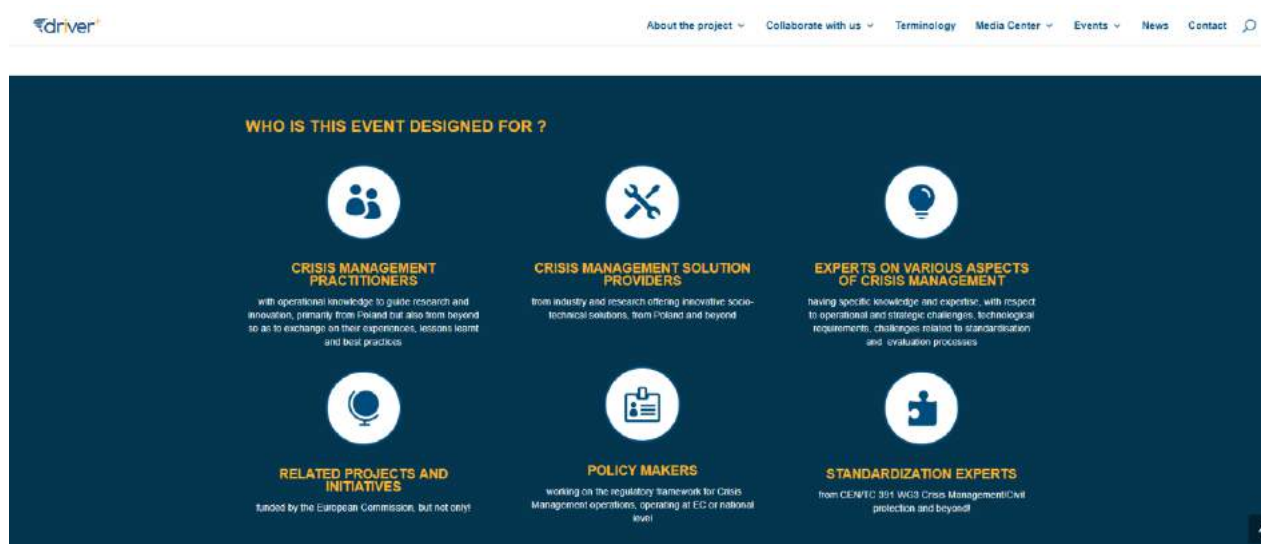 driver+
About the project
Collaborate with us
Terminology
Media Center
Events
News
Contact
WHO IS THIS EVENT DESIGNED FOR ?
CRISIS MANAGEMENT
PRACTITIONERS
with operational knowledge to guide research and
innovation, primarily from Poland but also from beyond
so as to exchange on their experiences, lessons learnt
and best practices
CRISIS MANAGEMENT SOLUTION
PROVIDERS
from industry and research offering innovative socio-
technical solutions, from Poland and beyond
EXPERTS ON VARIOUS ASPECTS
OF CRISIS MANAGEMENT
having specific knowledge and expertise, with respect
to operational and strategic challenges, technological
requirements, challenges related to standardisation
and evaluation processes
RELATED PROJECTS AND
INITIATIVES
funded by the European Commission, but not only!
POLICY MAKERS
working on the regulatory framework for Crisis
Management operations, operating at EC or national
level
STANDARDIZATION EXPERTS
from CEN/TC 391 WG3 Crisis Management/Civil
protection and beyond!